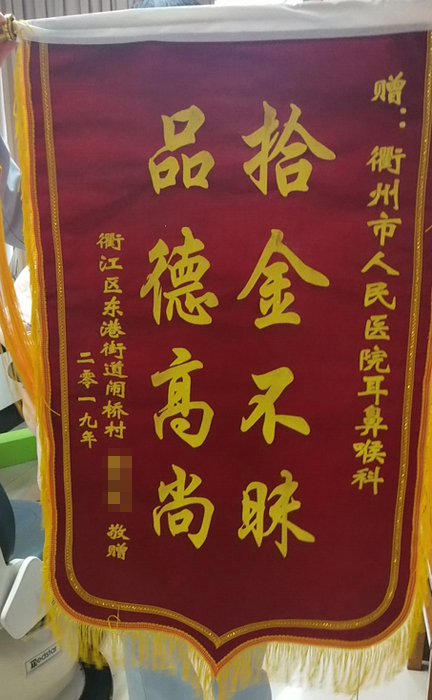 赠：衢州市人民医院耳鼻喉科
拾金不昧
品德高尚
衢江区东港街道闹桥村 敬赠
二零一九年
edstar